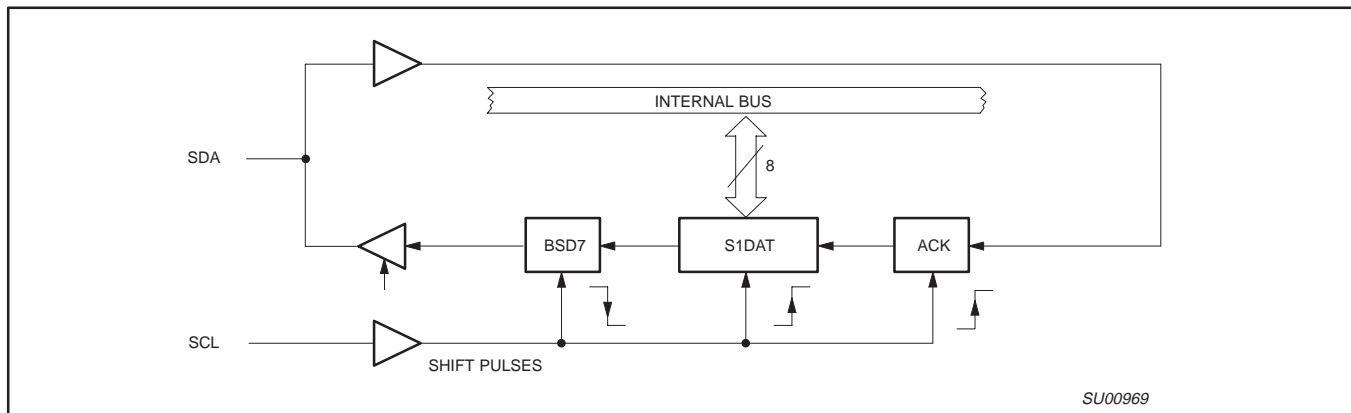 INTERNAL BUS
SDA
8
BSD7
S1DAT
ACK
SCL
SHIFT PULSES
SU00969